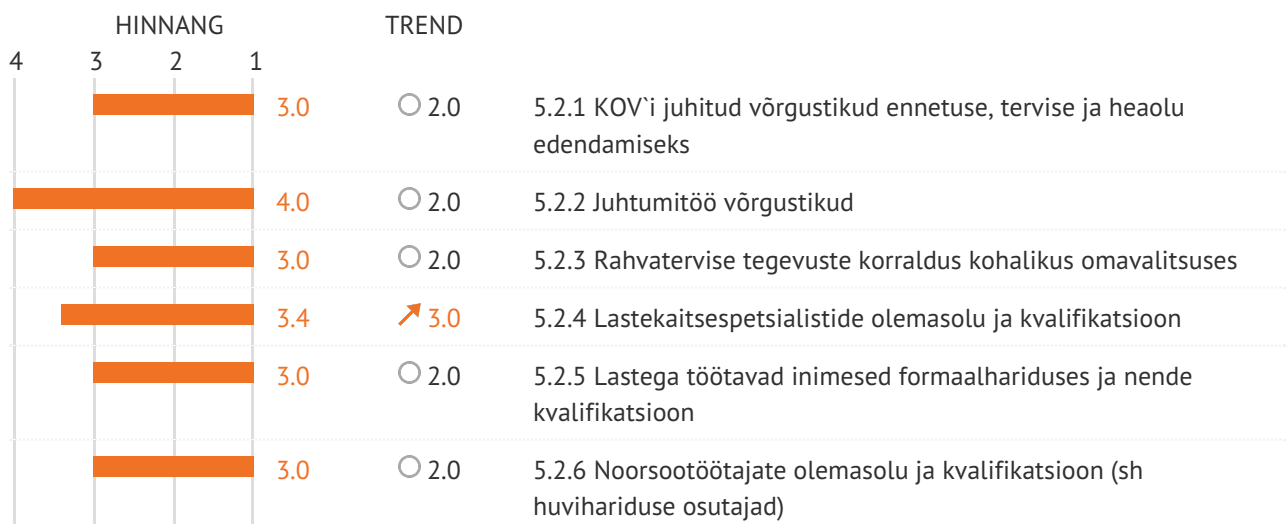 HINNANG TREND
4 3 2 1
3.0 2.0 5.2.1 KOV`i juhitud võrgustikud ennetuse, tervise ja heaolu
edendamiseks
4.0 2.0 5.2.2 Juhtumitöö võrgustikud
3.0 2.0 5.2.3 Rahvatervise tegevuste korraldus kohalikus omavalitsuses
3.4 3.0 5.2.4 Lastekaitsespetsialistide olemasolu ja kvalifikatsioon
3.0 2.0 5.2.5 Lastega töötavad inimesed formaalhariduses ja nende
kvalifikatsioon
3.0 2.0 5.2.6 Noorsootöötajate olemasolu ja kvalifikatsioon (sh
huvihariduse osutajad)